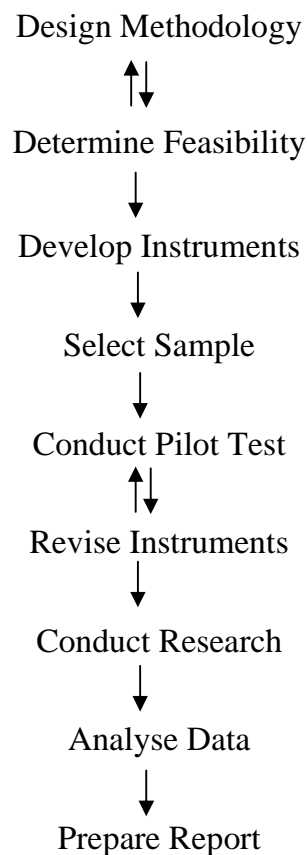 Design Methodology
Determine Feasibility
Develop Instruments
Select Sample
Conduct Pilot Test
Revise Instruments
Conduct Research
Analyse Data
Prepare Report